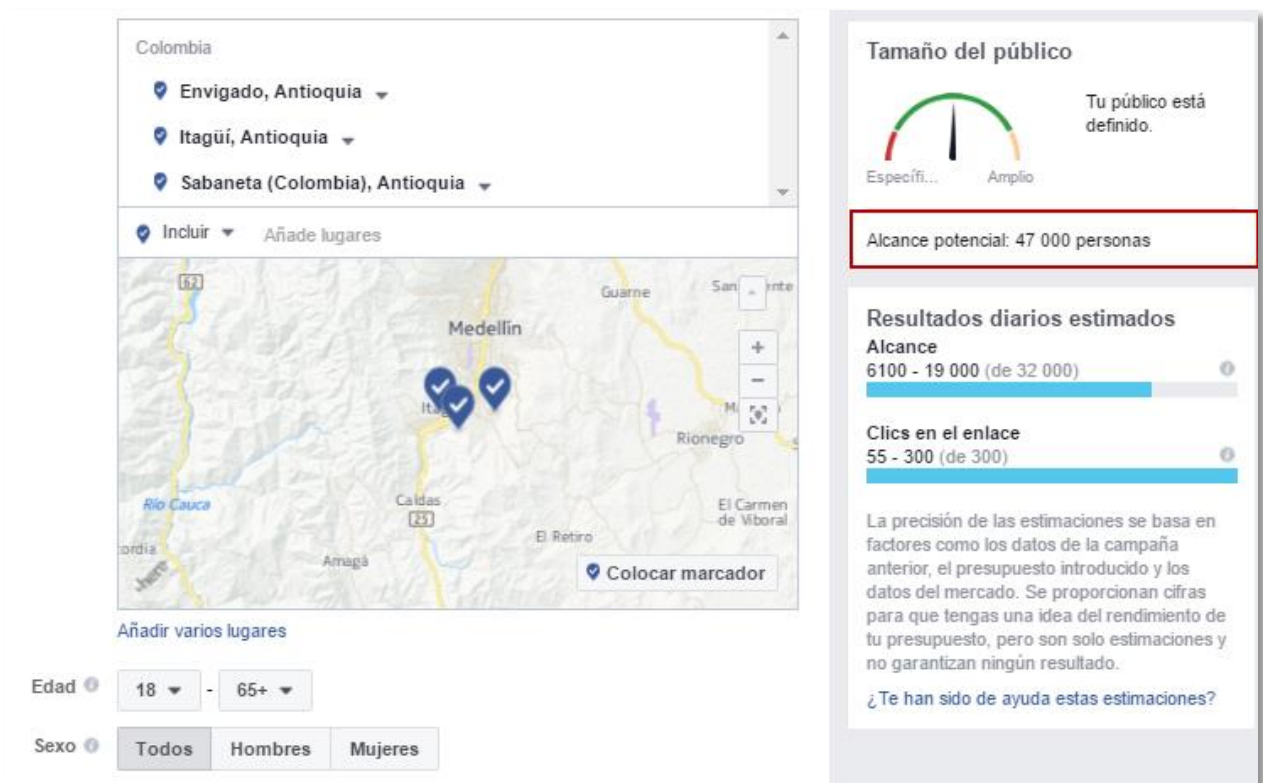 Colombia
Envigado, Antioquia
Itagüí, Antioquia
Sabaneta (Colombia), Antioquia
Incluir
Añade lugares
62
Guarne
Medellín
Rionegro
Río Cauca
Caldas
25
El Carmen
de Viboral
El Retiro
Amagá
Colocar marcador
Añadir varios lugares
Edad
18 - 65+
Sexo
Todos Hombres Mujeres
Tamaño del público
Tu público está
definido.
Específi... Amplio
Alcance potencial: 47 000 personas
Resultados diarios estimados
Alcance
6100 - 19 000 (de 32 000)
Clics en el enlace
55 - 300 (de 300)
La precisión de las estimaciones se basa en
factores como los datos de la campaña
anterior, el presupuesto introducido y los
datos del mercado. Se proporcionan cifras
para que tengas una idea del rendimiento de
tu presupuesto, pero son solo estimaciones y
no garantizan ningún resultado.
¿Te han sido de ayuda estas estimaciones?